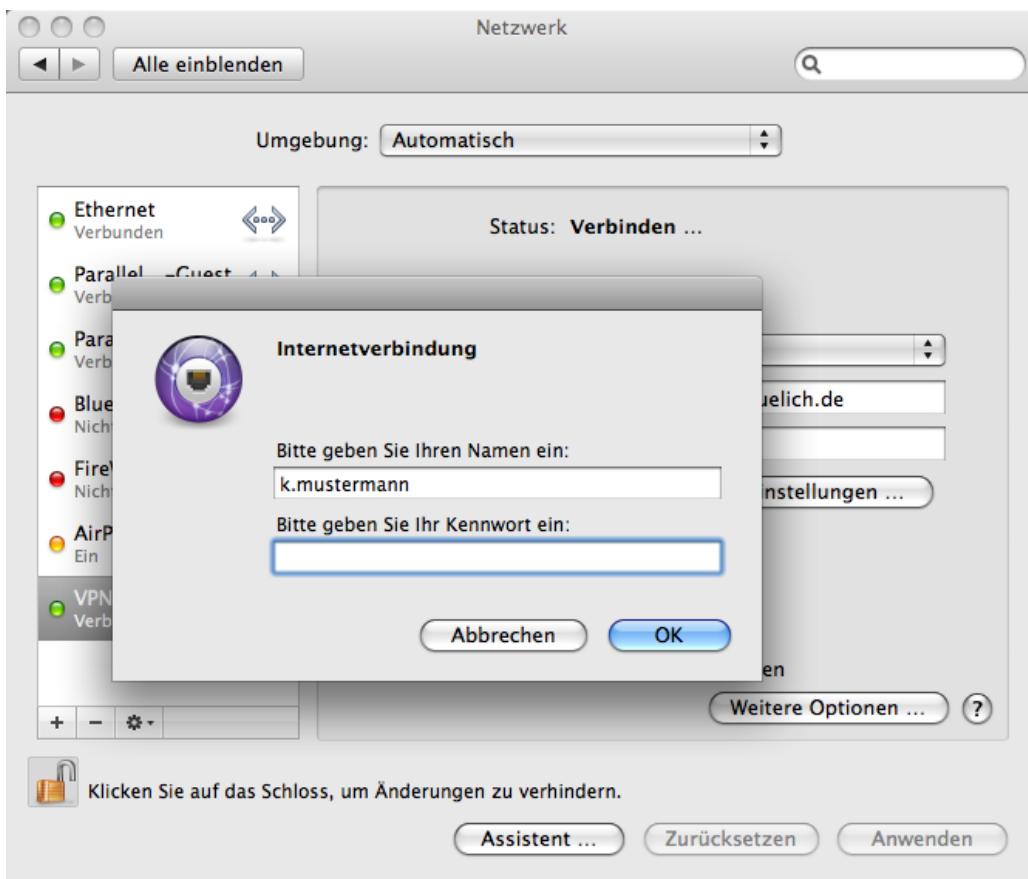 Netzwerk
Alle einblenden
Umgebung: Automatisch
Ethernet
Verbunden
Status: Verbinden ...
Internetverbindung
Bitte geben Sie Ihren Namen ein:
k.mustermann
Bitte geben Sie Ihr Kennwort ein:
Abbrechen OK
Ein
VPN
Weitere Optionen ... ?
Klicken Sie auf das Schloss, um Änderungen zu verhindern.
Assistent ... Zurücksetzen Anwenden